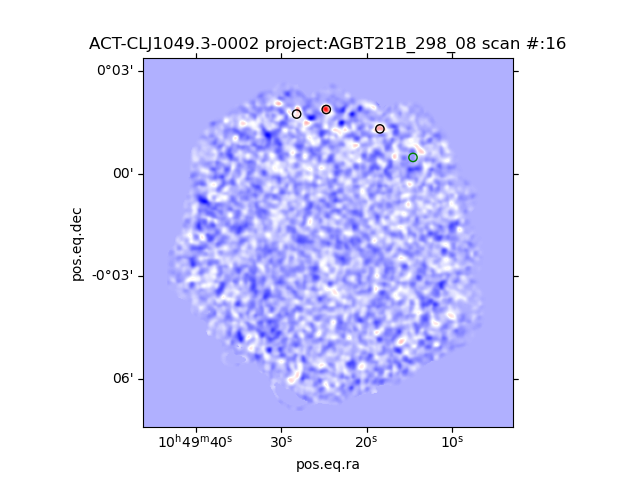 ACT-CLJ1049.3-0002 project:AGBT21B_298_08 scan #:16
0°03'
00'
-0°03'
06'
pos.eq.dec
10ʰ49ᵐ40ˢ 30ˢ 20ˢ 10ˢ
pos.eq.ra